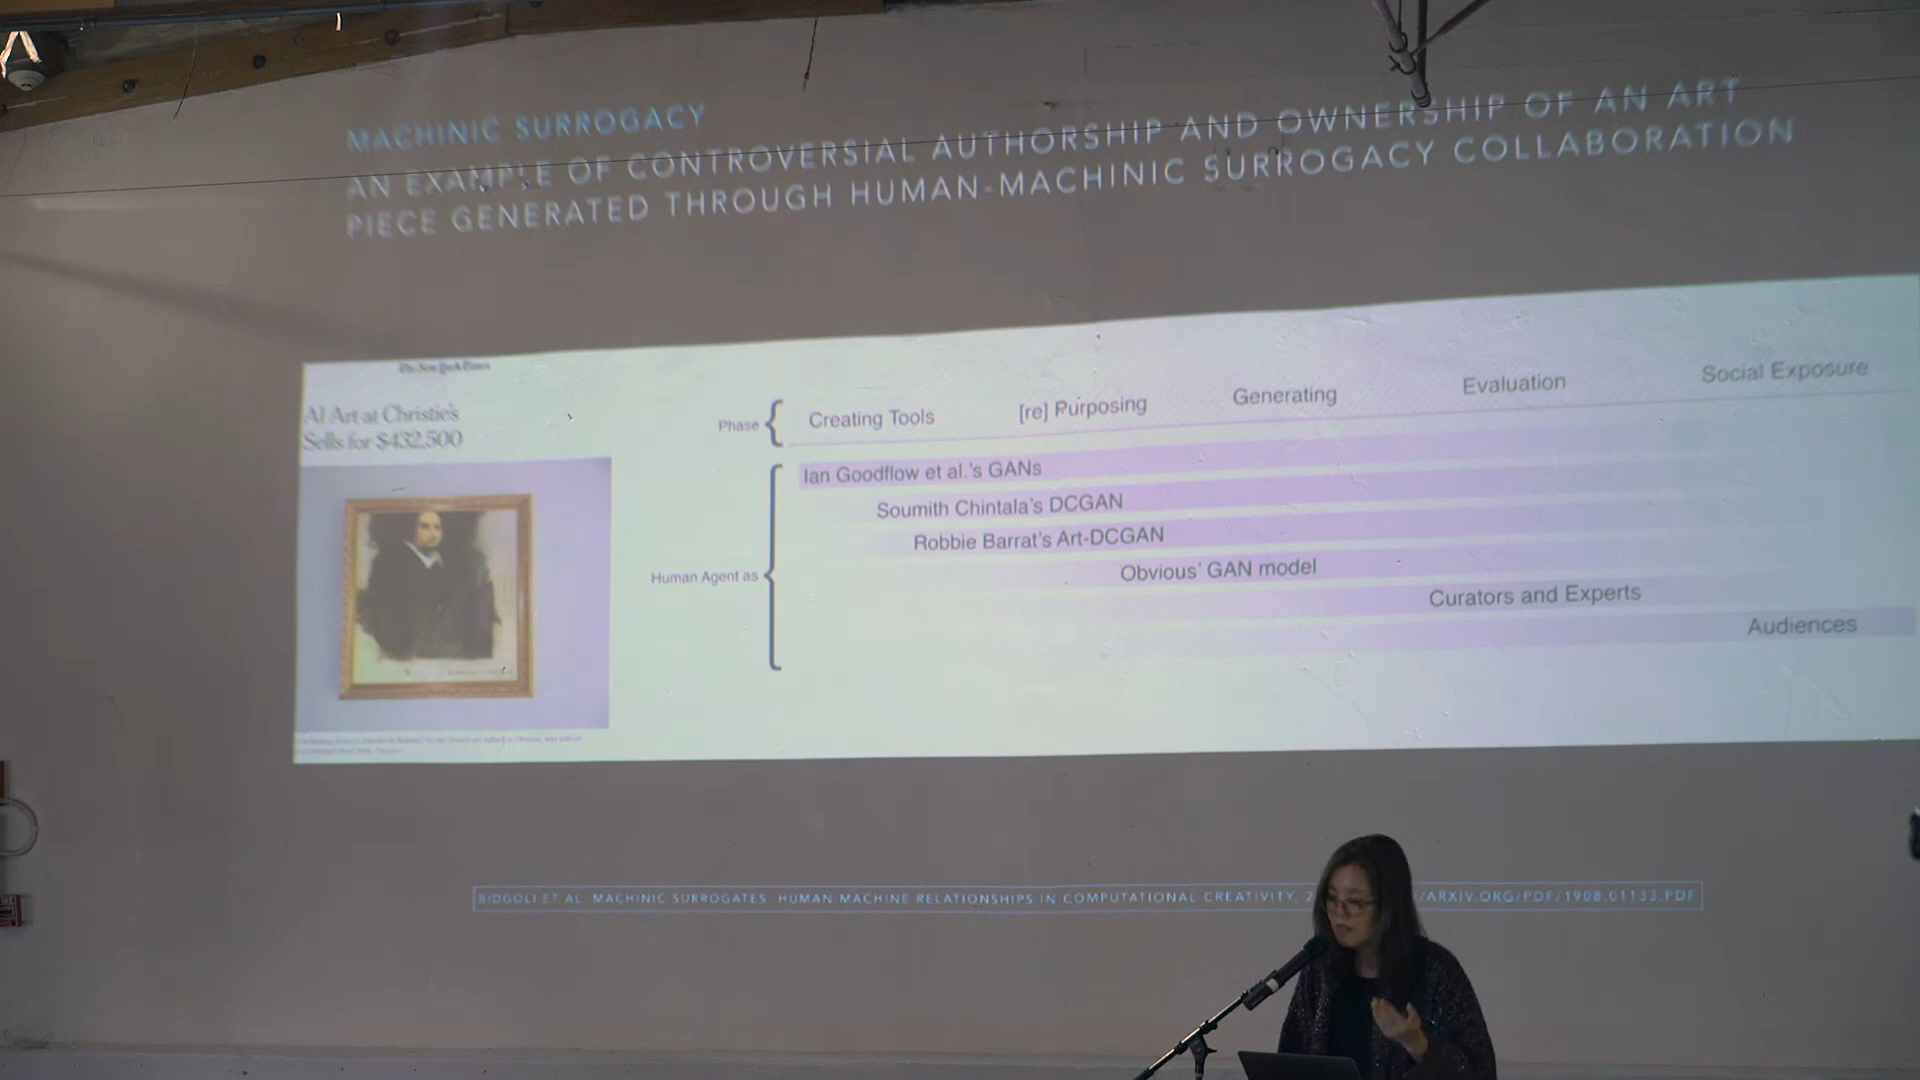 MACHINIC SURROGACY
AN EXAMPLE OF CONTROVERSIAL AUTHORSHIP AND OWNERSHIP OF AN ART
PIECE GENERATED THROUGH HUMAN-MACHINIC SURROGACY COLLABORATION
The New York Times
AI Art at Christie's
Sells for $432,500
Phase
Creating Tools
[re] Purposing
Generating
Evaluation
Social Exposure
Human Agent as
Ian Goodflow et al.'s GANs
Soumith Chintala's DCGAN
Robbie Barrat's Art-DCGAN
Obvious' GAN model
Curators and Experts
Audiences
BIDGOLI ET AL. MACHINIC SURROGATES: HUMAN-MACHINE RELATIONSHIPS IN COMPUTATIONAL CREATIVITY, 2 //ARXIV.ORG/PDF/1908.01133.PDF